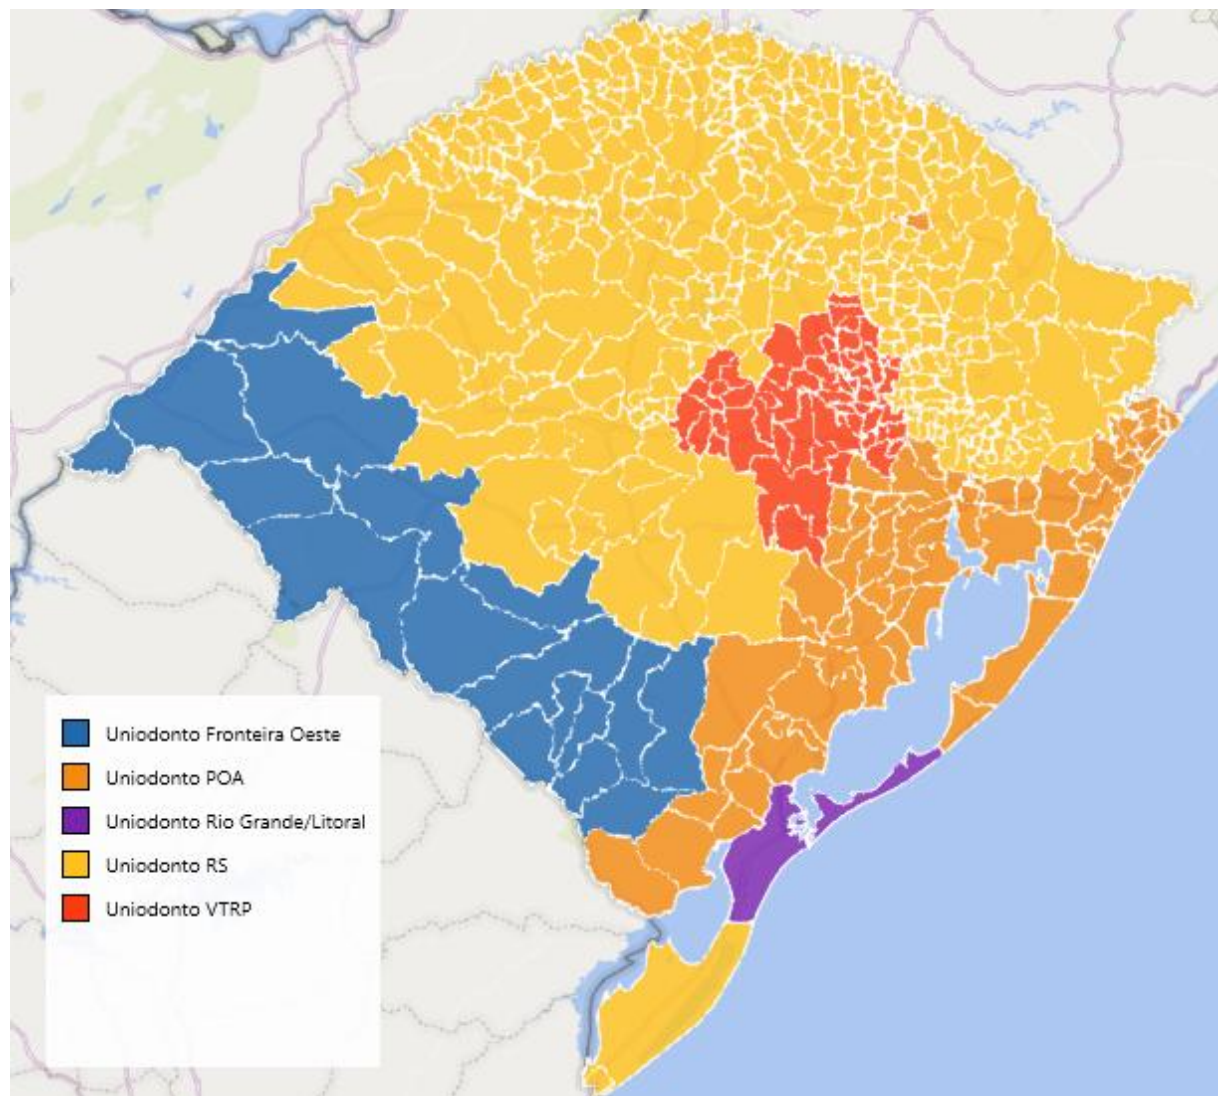 Uniodonto Fronteira Oeste
Uniodonto POA
Uniodonto Rio Grande/Litoral
Uniodonto RS
Uniodonto VTRP